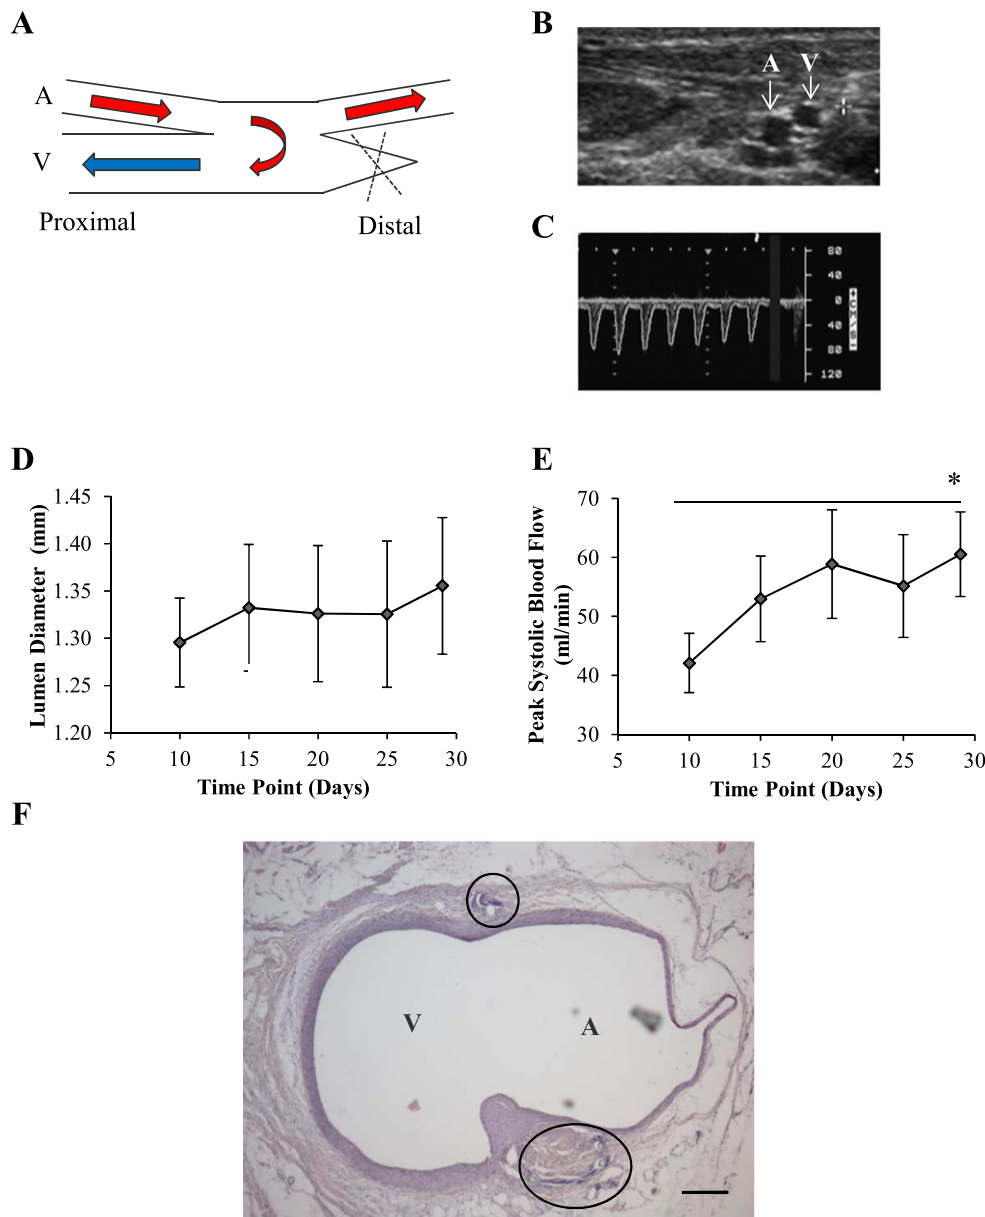 A
A
V
Proximal
Distal
B
A V
C
80
40
0
40
80
120
+CM/S-
D
Lumen Diameter (mm)
1.45
1.40
1.35
1.30
1.25
1.20
5 10 15 20 25 30
Time Point (Days)
E
*
Peak Systolic Blood Flow
(ml/min)
70
60
50
40
30
5 10 15 20 25 30
Time Point (Days)
F
V
A